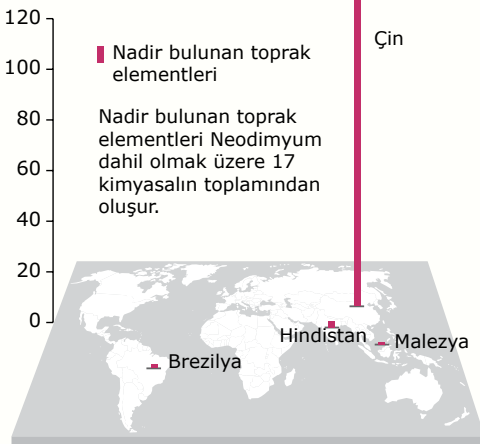 120
100
80
60
40
20
0
Nadir bulunan toprak
elementleri
Nadir bulunan toprak
elementleri Neodimyum
dahil olmak üzere 17
kimyasalın toplamından
oluşur.
Çin
Hindistan
Malezya
Brezilya